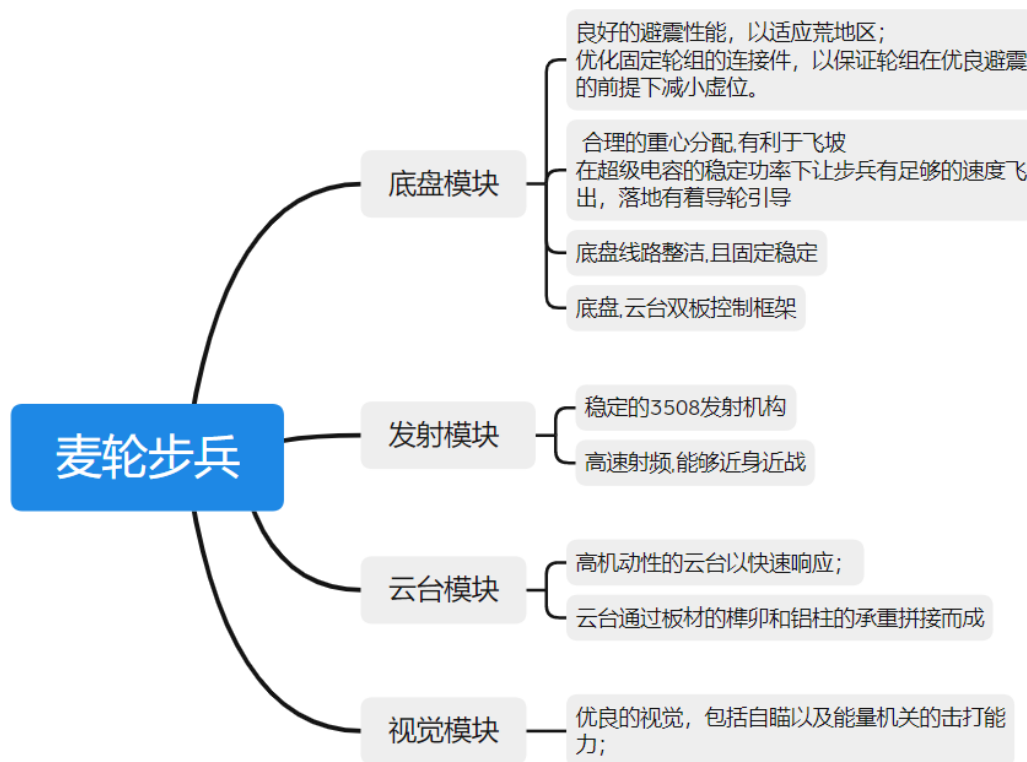 麦轮步兵
底盘模块
良好的避震性能，以适应荒地区；
优化固定轮组的连接件，以保证轮组在优良避震
的前提下减小虚位。
合理的重心分配,有利于飞坡
在超级电容的稳定功率下让步兵有足够的速度飞
出，落地有着导轮引导
底盘线路整洁,且固定稳定
底盘,云台双板控制框架
发射模块
稳定的3508发射机构
高速射频,能够近身近战
云台模块
高机动性的云台以快速响应；
云台通过板材的榫卯和铝柱的承重拼接而成
视觉模块
优良的视觉，包括自瞄以及能量机关的击打能
力；